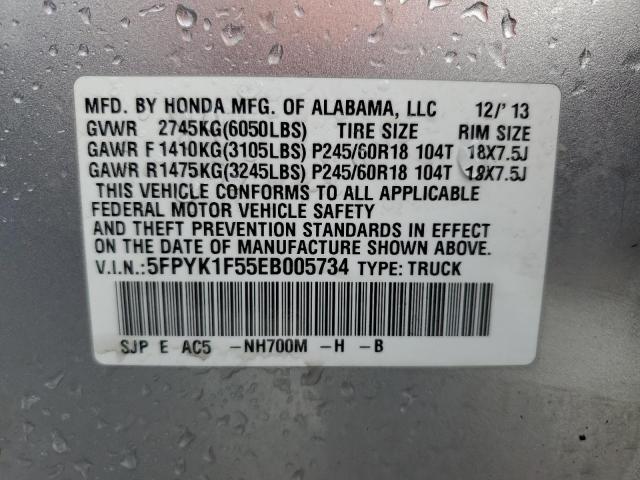 MFD. BY HONDA MFG. OF ALABAMA, LLC 12/'13
GVWR 2745KG(6050LBS) TIRE SIZE RIM SIZE
GAWR F 1410KG(3105LBS) P245/60R18 104T 18X7.5J
GAWR R 1475KG(3245LBS) P245/60R18 104T 18X7.5J
THIS VEHICLE CONFORMS TO ALL APPLICABLE
FEDERAL MOTOR VEHICLE SAFETY
AND THEFT PREVENTION STANDARDS IN EFFECT
ON THE DATE OF MANUFACTURE SHOWN ABOVE.
V.I.N.:5FPYK1F55EB005734 TYPE: TRUCK
SJP E AC5 -NH700M -H -B